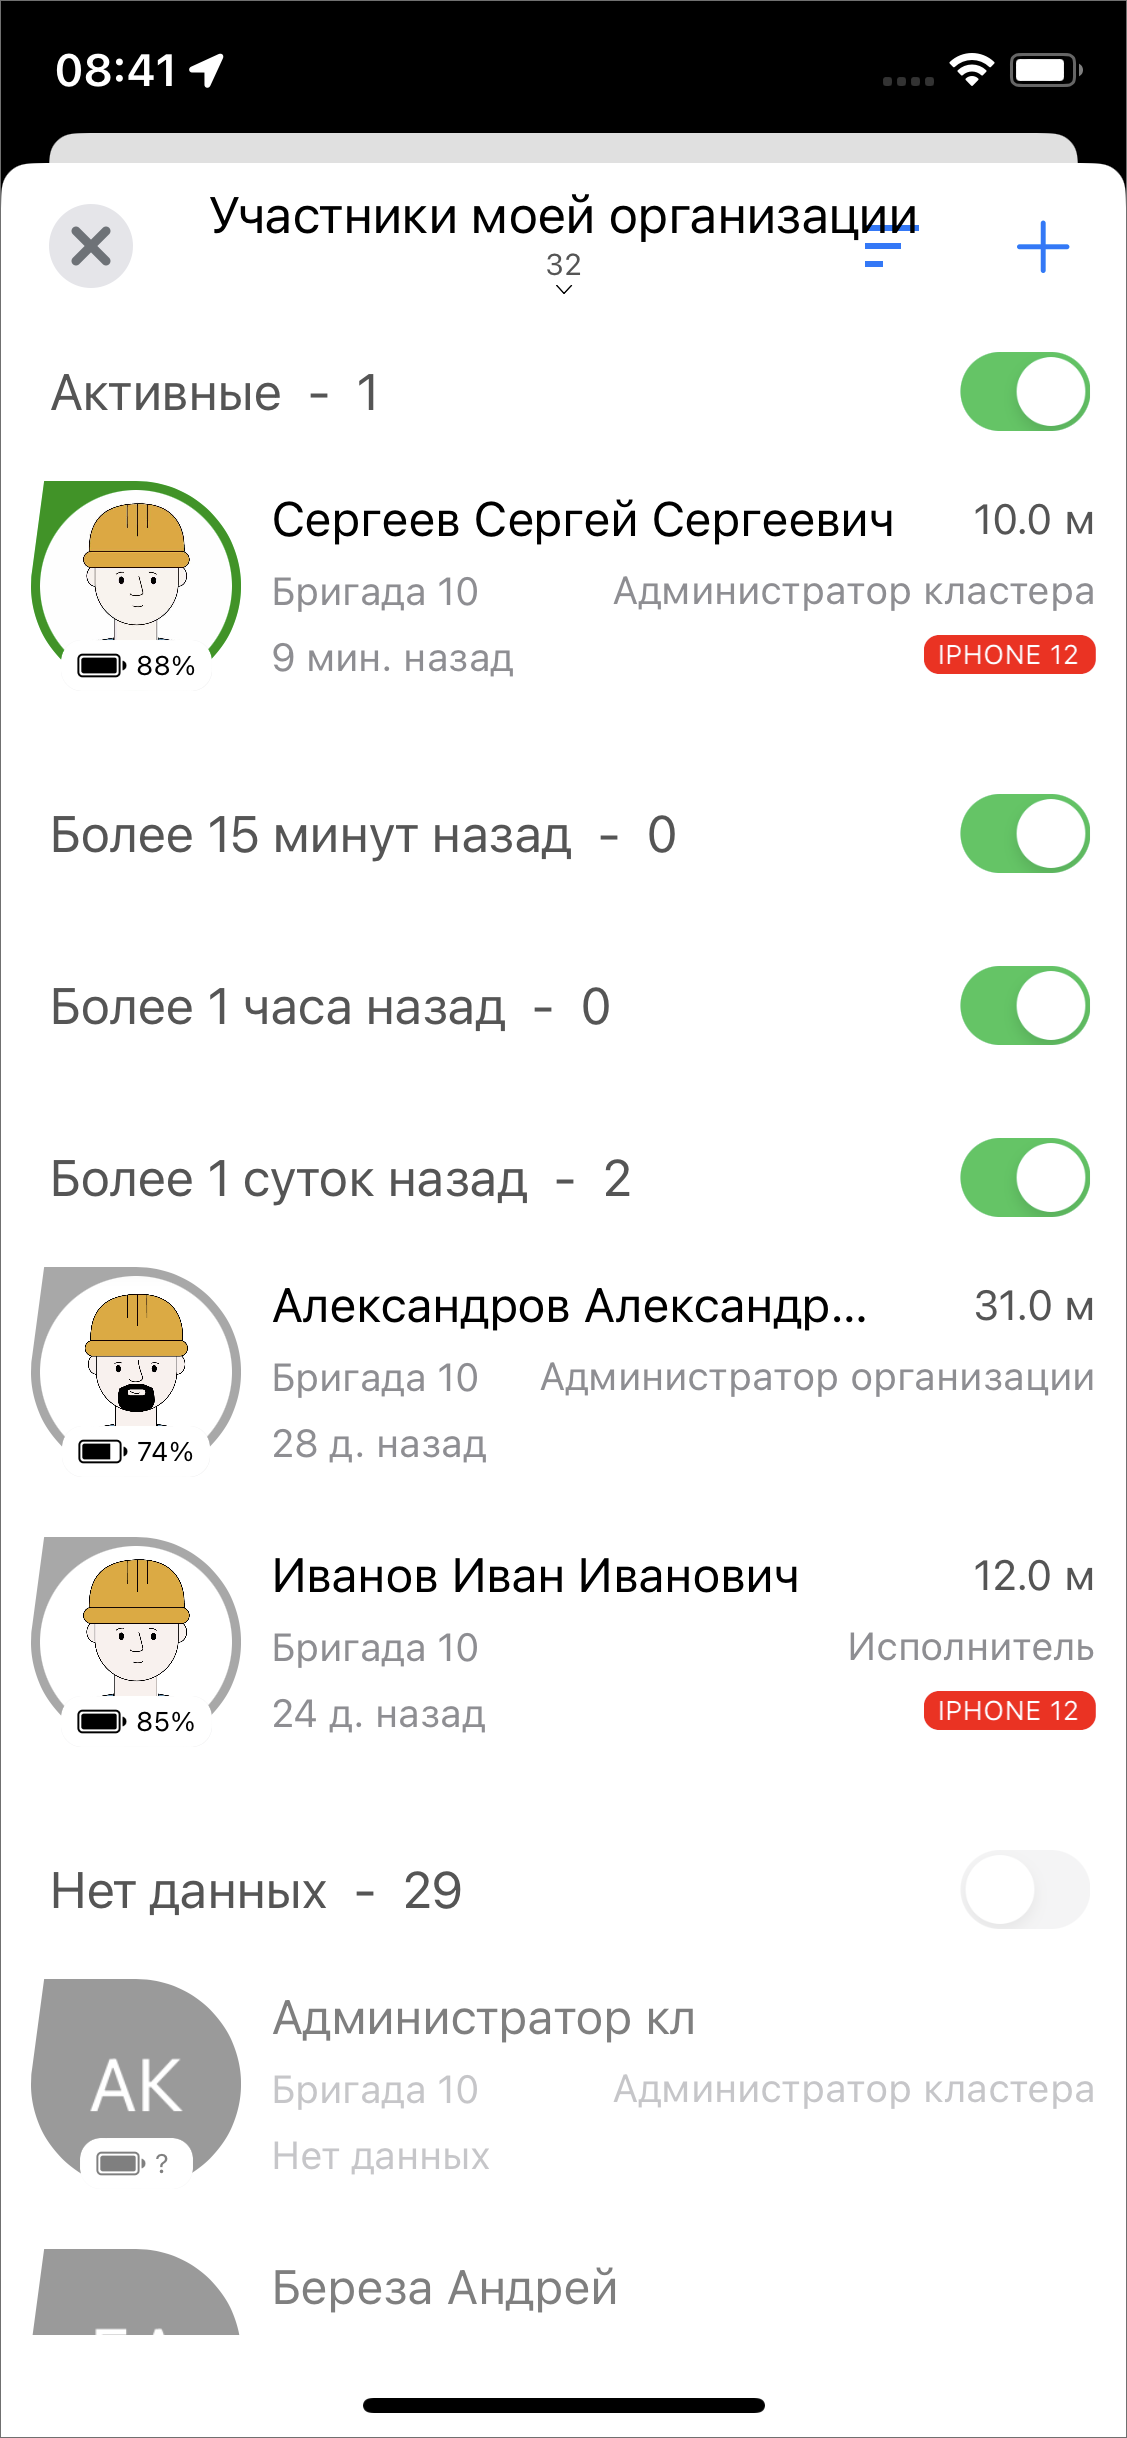 08:41
Участники моей организации
32
Активные - 1
Сергеев Сергей Сергеевич 10.0 м
Бригада 10 Администратор кластера
88% 9 мин. назад IPHONE 12
Более 15 минут назад - 0
Более 1 часа назад - 0
Более 1 суток назад - 2
Александров Александр... 31.0 м
Бригада 10 Администратор организации
74% 28 д. назад
Иванов Иван Иванович 12.0 м
Бригада 10 Исполнитель
85% 24 д. назад IPHONE 12
Нет данных - 29
Администратор кл
АК Бригада 10 Администратор кластера
? Нет данных
Береза Андрей